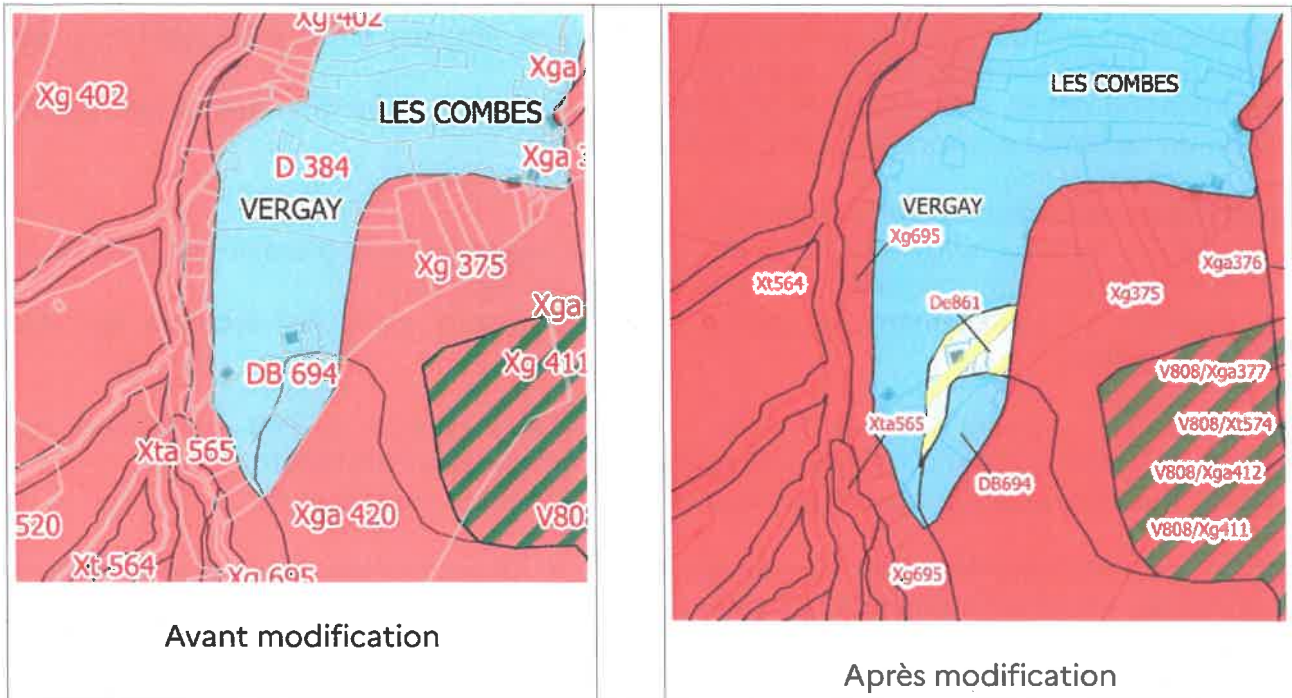 Xg 402
Xg 402
Xga
LES COMBES
Xga 3
D 384
VERGAY
Xg 375
Xga
Xg 411
DB 694
Xta 565
Xga 420
V808
520
Xt 564
Xg 695
Avant modification
LES COMBES
VERGAY
Xg695
Xt564
Xga376
Xg375
De861
V808/Xga377
Xta565
V808/Xt574
V808/Xga412
DB694
V808/Xg411
Xg695
Après modification